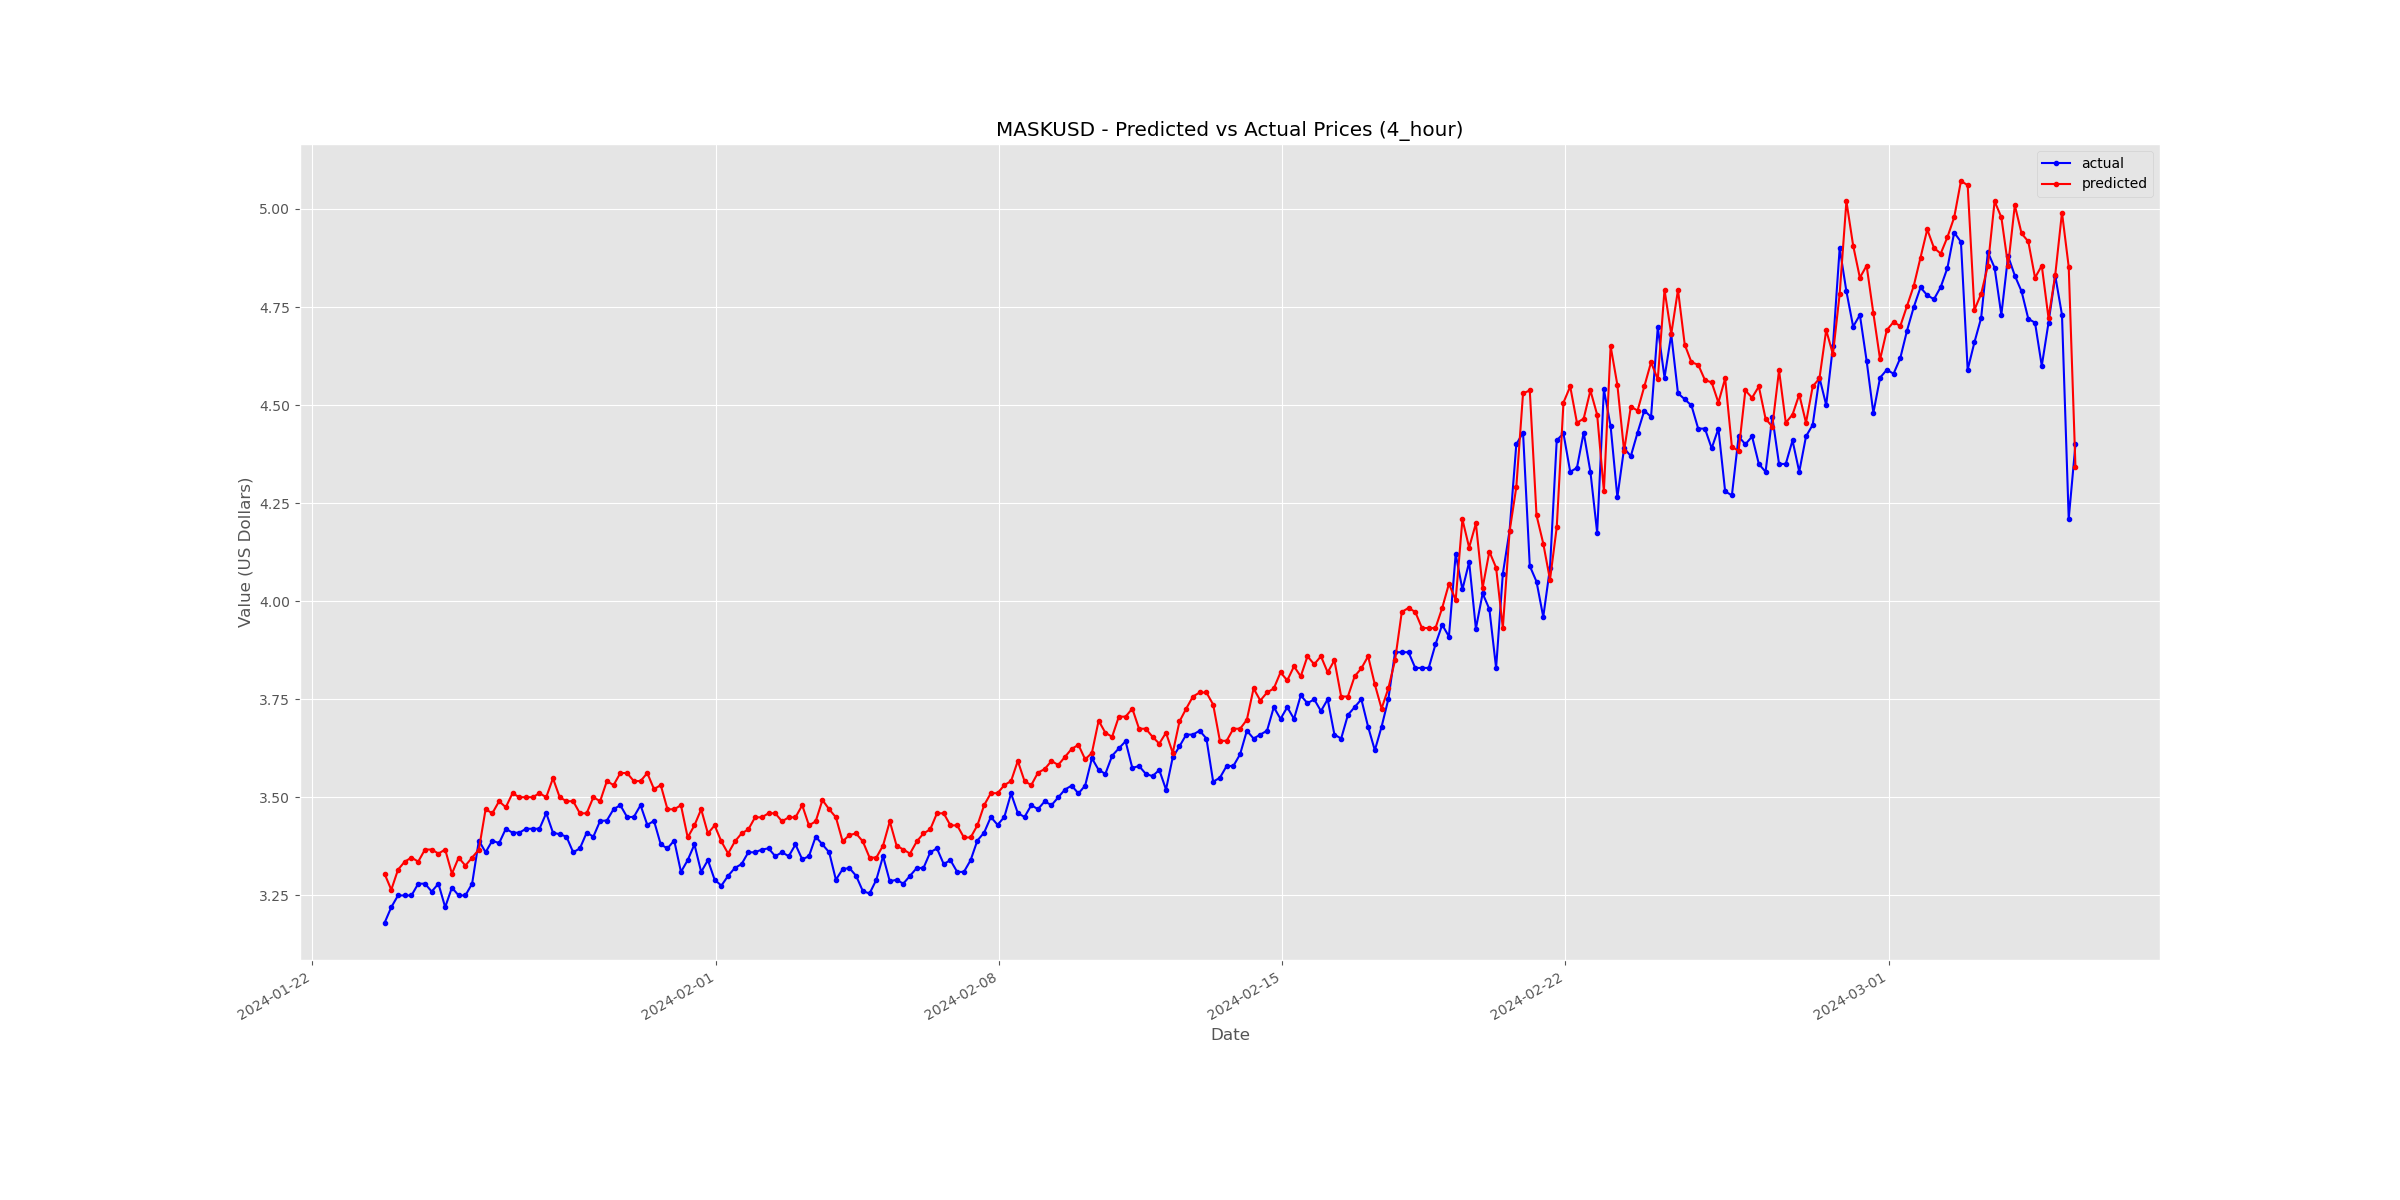 MASKUSD - Predicted vs Actual Prices (4_hour)
actual
predicted
5.00
4.75
4.50
4.25
4.00
3.75
3.50
3.25
Value (US Dollars)
2024-01-22
2024-02-01
2024-02-08
2024-02-15
2024-02-22
2024-03-01
Date